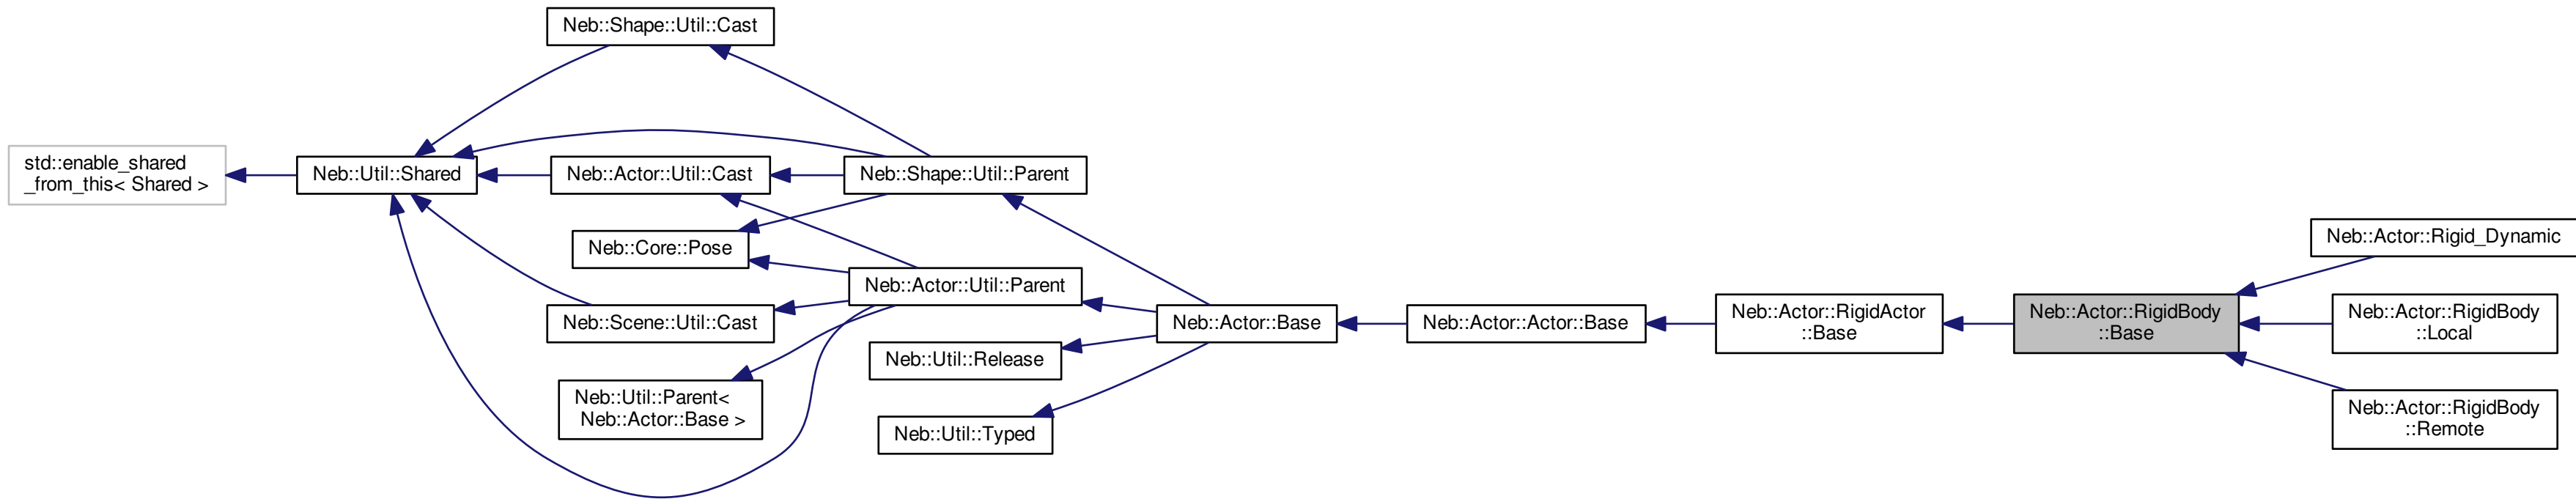 Neb::Shape::Util::Cast
std::enable_shared
_from_this< Shared >
Neb::Util::Shared
Neb::Actor::Util::Cast
Neb::Shape::Util::Parent
Neb::Core::Pose
Neb::Actor::Util::Parent
Neb::Scene::Util::Cast
Neb::Util::Parent<
Neb::Actor::Base >
Neb::Util::Release
Neb::Util::Typed
Neb::Actor::Base
Neb::Actor::Actor::Base
Neb::Actor::RigidActor
::Base
Neb::Actor::RigidBody
::Base
Neb::Actor::Rigid_Dynamic
Neb::Actor::RigidBody
::Local
Neb::Actor::RigidBody
::Remote